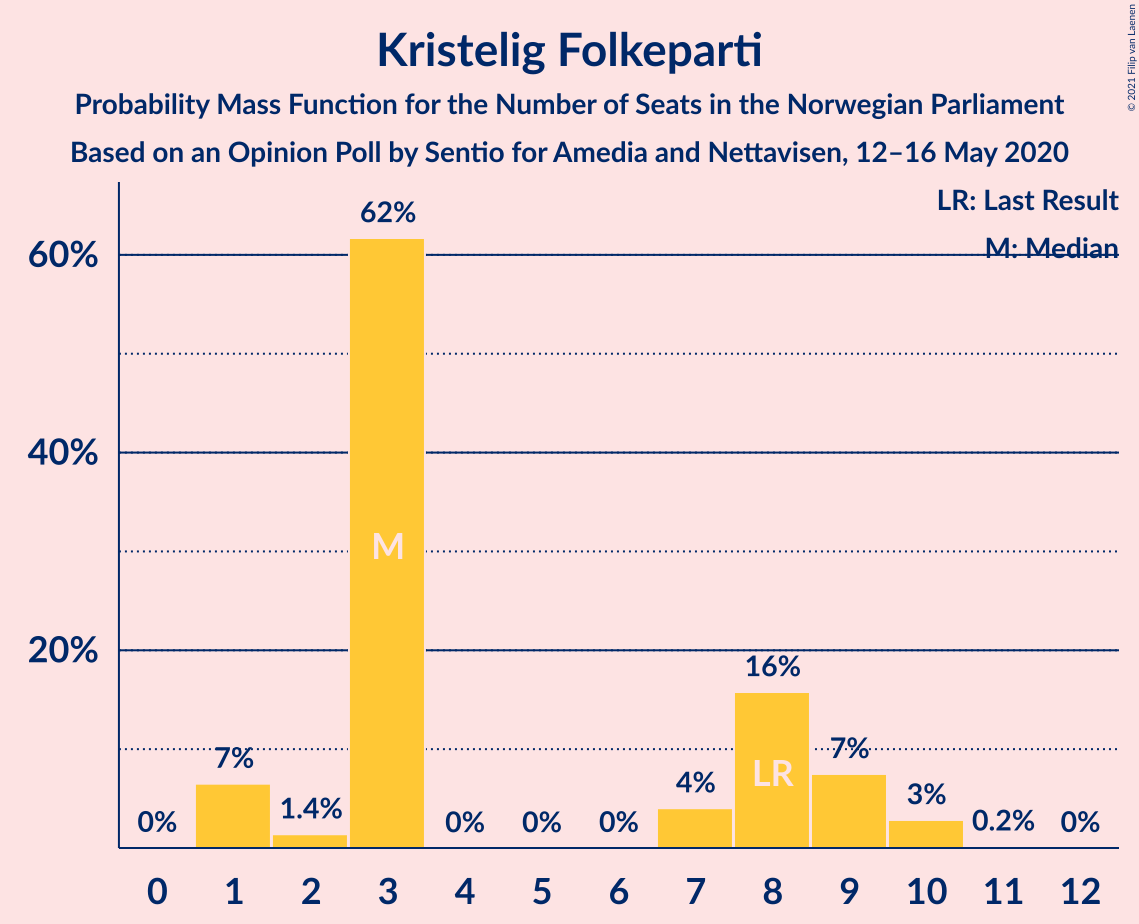 Kristelig Folkeparti
Probability Mass Function for the Number of Seats in the Norwegian Parliament
Based on an Opinion Poll by Sentio for Amedia and Nettavisen, 12–16 May 2020
© 2021 Filip van Laenen
LR: Last Result
M: Median
60%
40%
20%
62%
M
16%
LR
7%
1.4%
4%
7%
3%
0%
0%
0%
0%
0.2%
0%
0 1 2 3 4 5 6 7 8 9 10 11 12